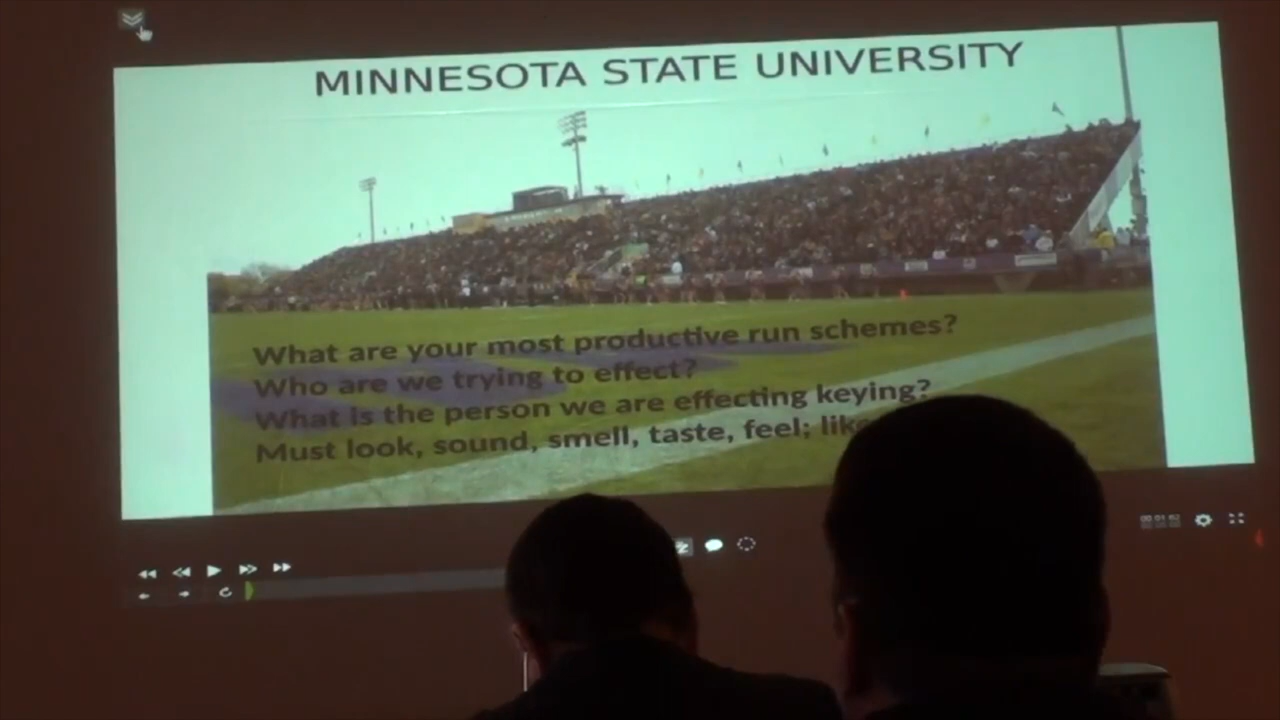 MINNESOTA STATE UNIVERSITY
What are your most productive run schemes?
Who are we trying to effect?
What is the person we are effecting keying?
Must look, sound, smell, taste, feel;